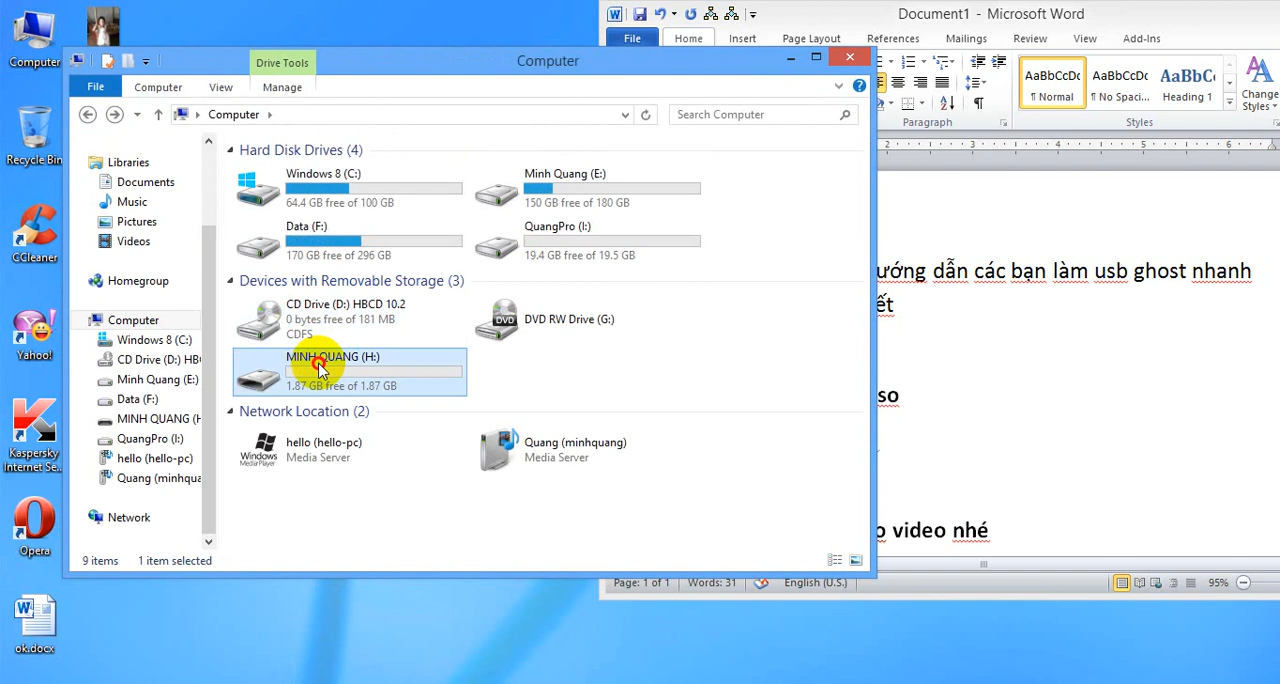 Computer
Recycle Bin
CCleaner
Yahoo!
Kaspersky
Internet Se...
Opera
ok.docx
Drive Tools
Computer
File
Computer
View
Manage
Computer
Search Computer
Libraries
Documents
Music
Pictures
Videos
Homegroup
Computer
Windows 8 (C:)
CD Drive (D:) HB
Minh Quang (E:)
Data (F:)
MINH QUANG (H
QuangPro (I:)
hello (hello-pc)
Quang (minhqua
Network
Hard Disk Drives (4)
Windows 8 (C:)
64.4 GB free of 100 GB
Minh Quang (E:)
150 GB free of 180 GB
Data (F:)
170 GB free of 296 GB
QuangPro (I:)
19.4 GB free of 19.5 GB
Devices with Removable Storage (3)
CD Drive (D:) HBCD 10.2
0 bytes free of 181 MB
CDFS
DVD
DVD RW Drive (G:)
MINH QUANG (H:)
1.87 GB free of 1.87 GB
Network Location (2)
Windows
MediaPlayer
hello (hello-pc)
Media Server
Quang (minhquang)
Media Server
9 items 1 item selected
Document1 - Microsoft Word
File
Home
Insert
Page Layout
References
Mailings
Review
View
Add-Ins
AaBbCcDc
¶ Normal
AaBbCcDc
¶ No Spaci...
AaBbC
Heading 1
Change
Styles
Paragraph
Styles
2 3 4 5 6
ướng dẫn các bạn làm usb ghost nhanh
ết
so
o video nhé
Page: 1 of 1
Words: 31
English (U.S.)
95%